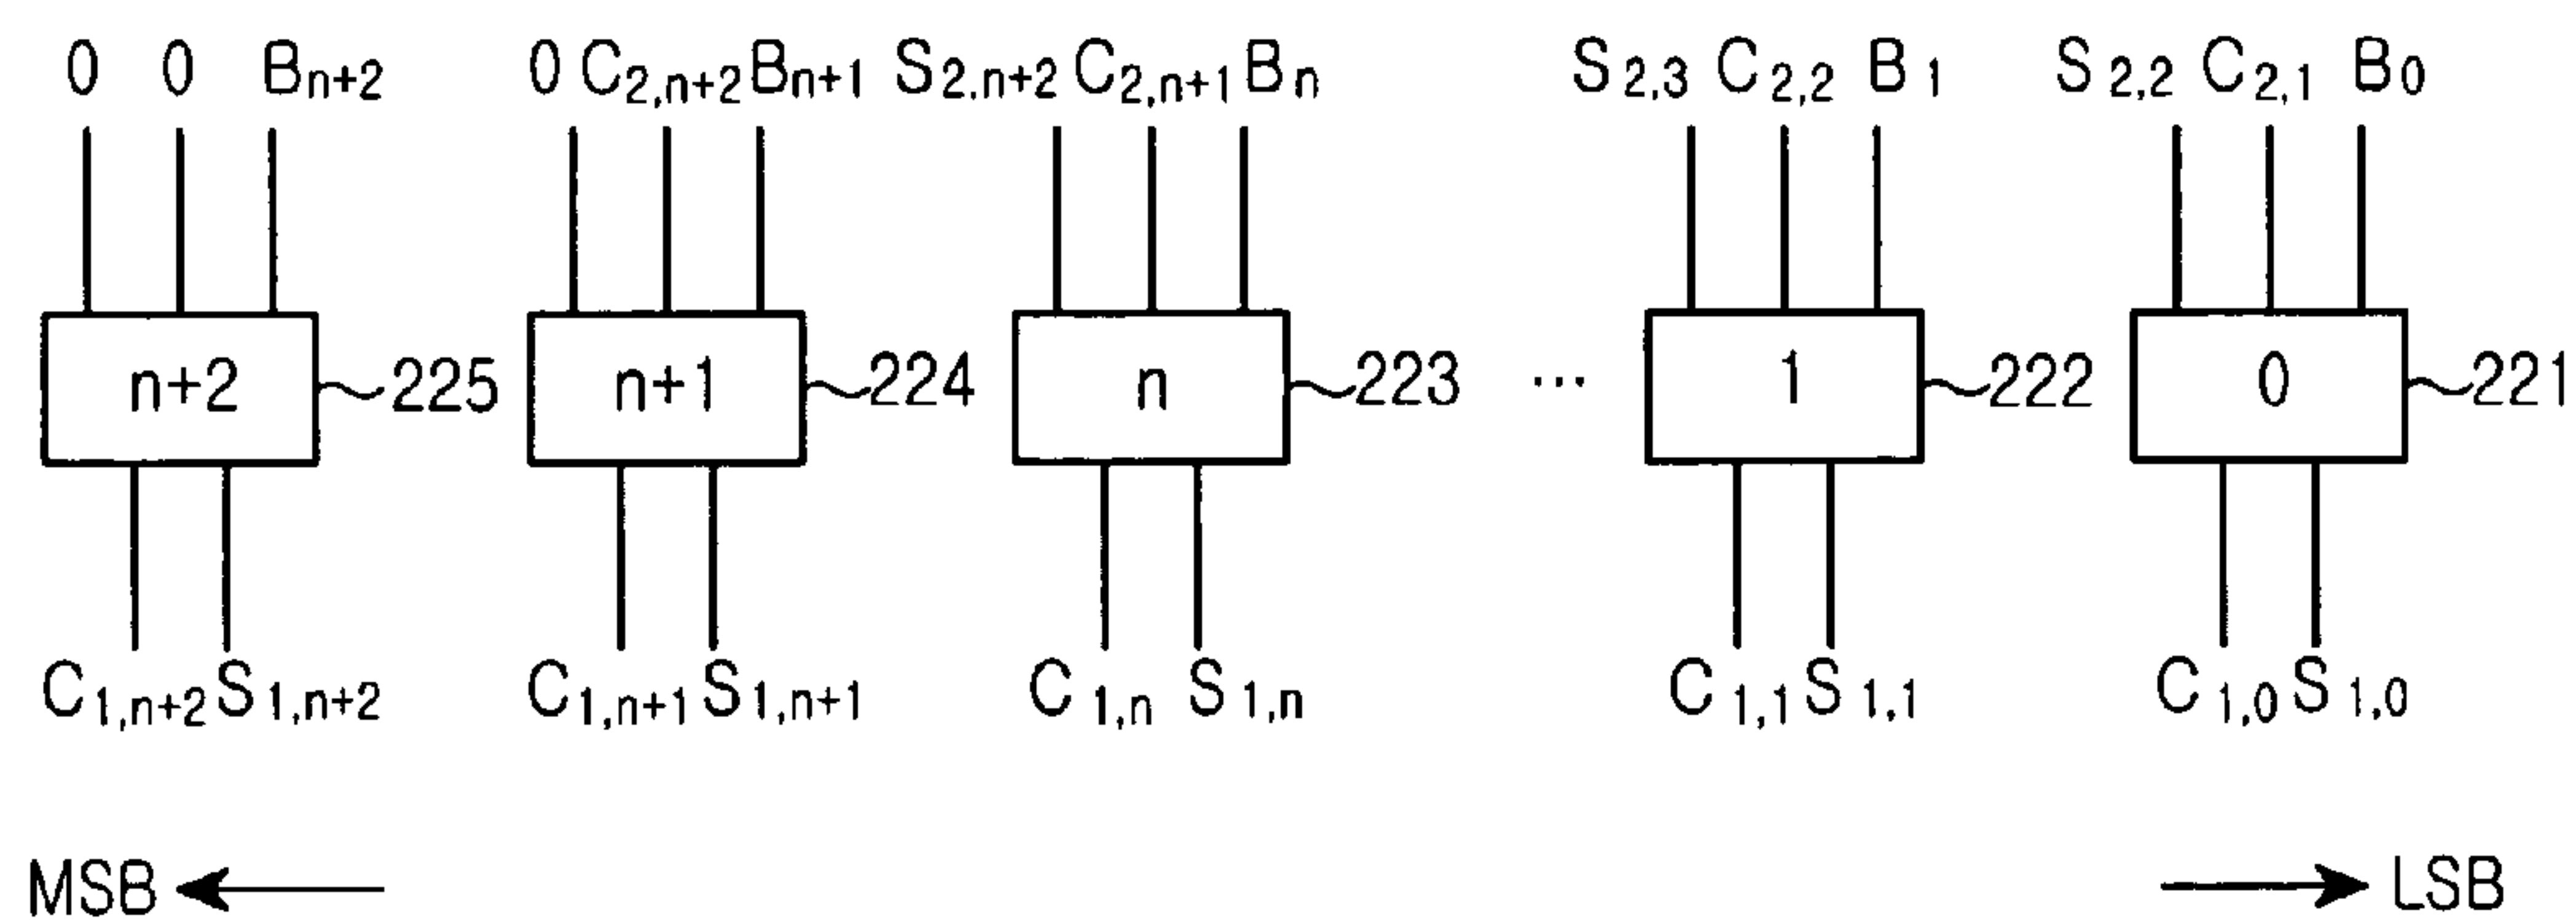 0 0 Bn+2 0 C2,n+2 Bn+1 S2,n+2 C2,n+1 Bn S2,3 C2,2 B1 S2,2 C2,1 B0
n+2 225 n+1 224 n 223 ... 1 222 0 221
C1,n+2 S1,n+2 C1,n+1 S1,n+1 C1,n S1,n C1,1 S1,1 C1,0 S1,0
MSB LSB